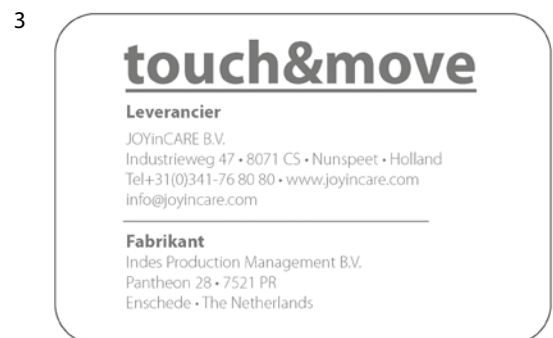 3
touch&move
Leverancier
JOYinCARE B.V.
Industrieweg 47 • 8071 CS • Nunspeet • Holland
Tel+31(0)341-76 80 80 • www.joyincare.com
info@joyincare.com
Fabrikant
Indes Production Management B.V.
Pantheon 28 • 7521 PR
Enschede • The Netherlands